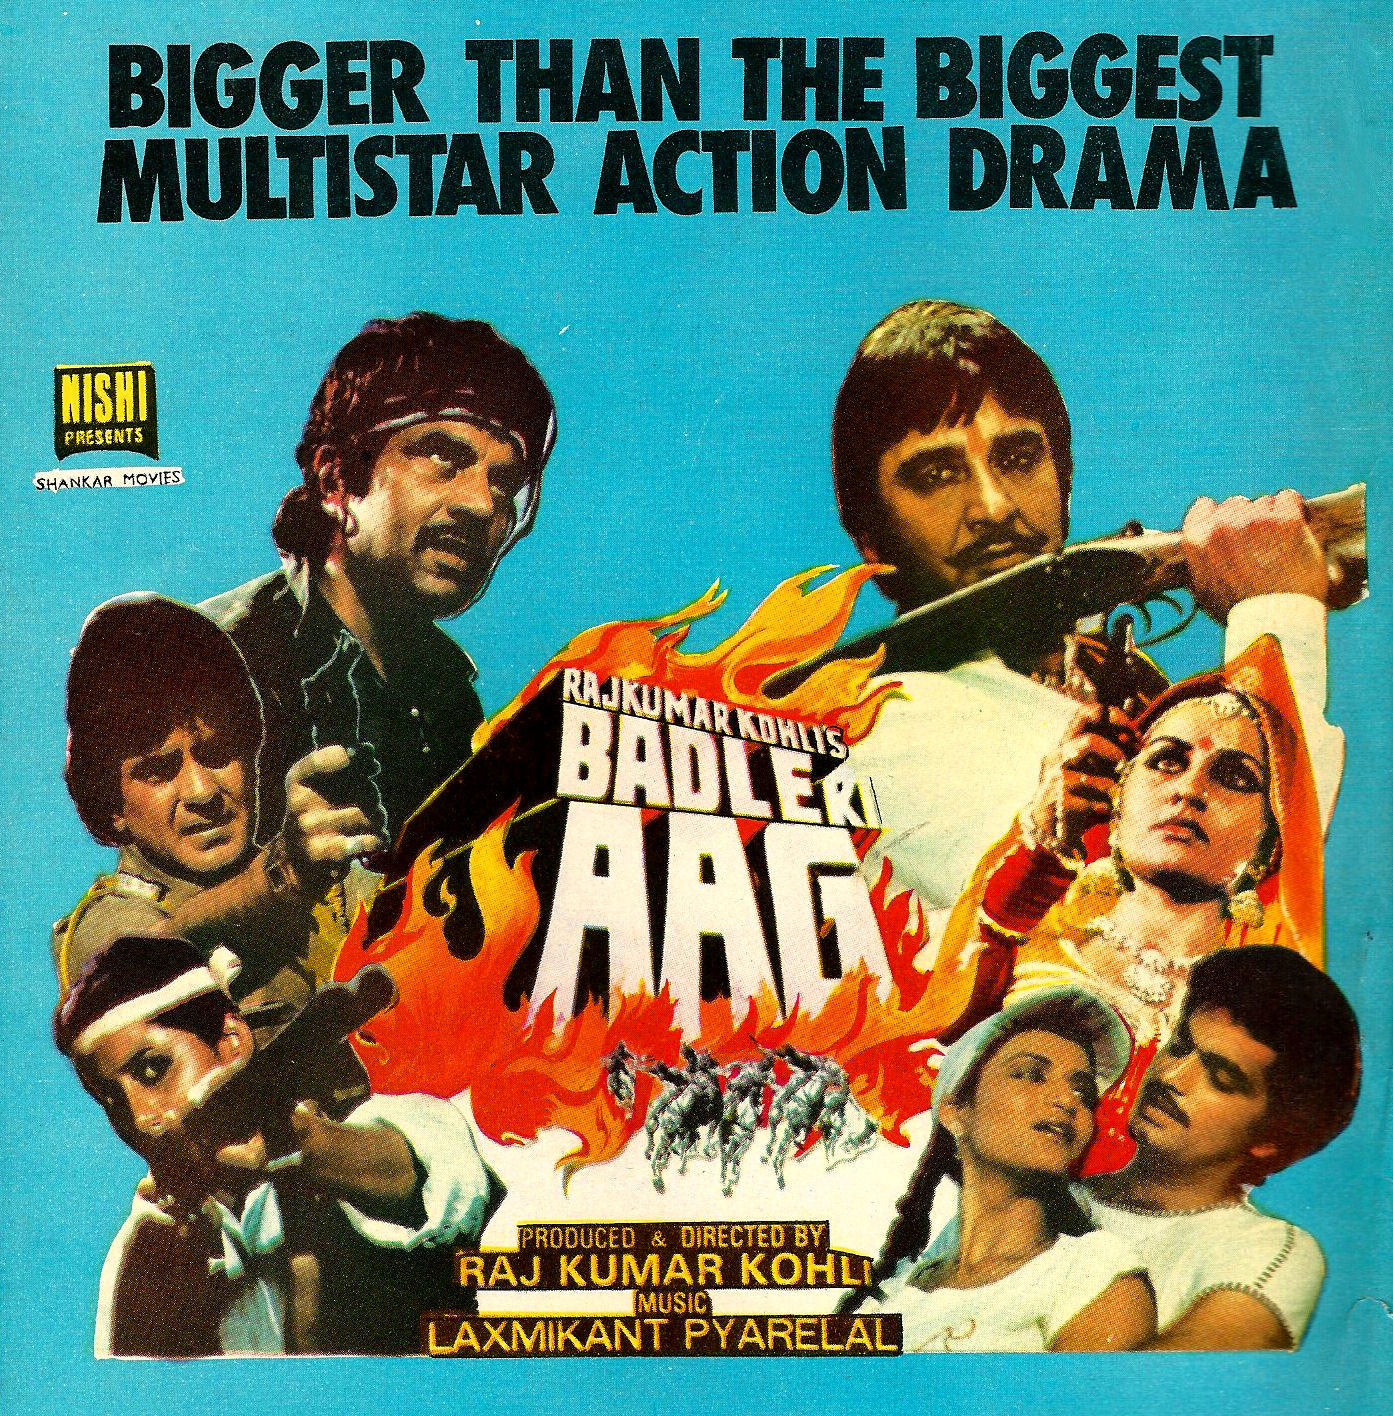 BIGGER THAN THE BIGGEST
MULTISTAR ACTION DRAMA
NISHI
PRESENTS
SHANKAR MOVIES
RAJKUMAR KOHLI'S
BADLE KI
AAG
PRODUCED & DIRECTED BY
RAJ KUMAR KOHLI
MUSIC
LAXMIKANT PYARELAL